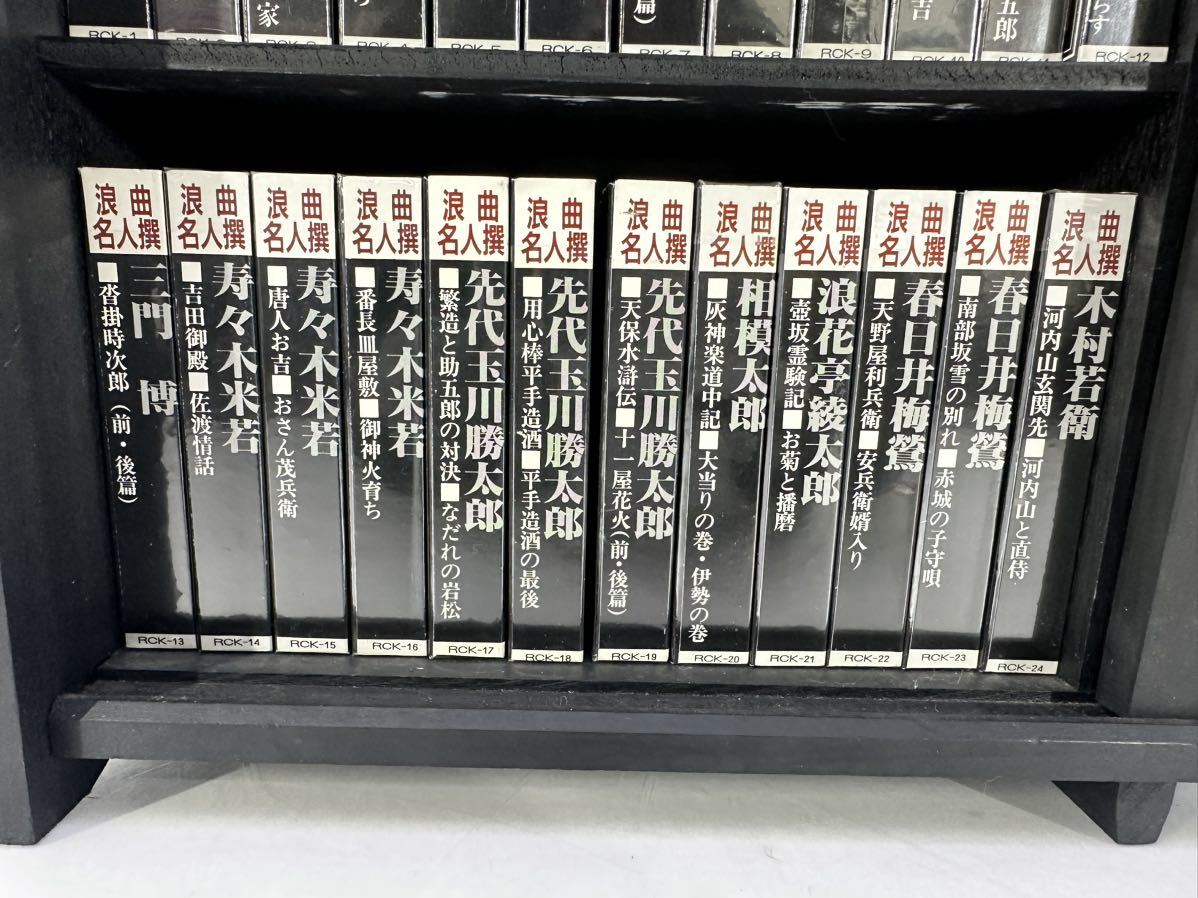 家
ら
篇）
吉
五郎
らす
RCK-1
RCK-5
RCK-6
RCK-7
RCK-8
RCK-9
RCK-10
RCK-12
浪曲
名人撰
三門 博
■沓掛時次郎（前・後篇）
RCK-13
浪曲
名人撰
寿々木米若
■吉田御殿■佐渡情話
RCK-14
浪曲
名人撰
寿々木米若
■唐人お吉■おさん茂兵衛
RCK-15
浪曲
名人撰
寿々木米若
■番長皿屋敷■御神火育ち
RCK-16
浪曲
名人撰
先代玉川勝太郎
■繁造と助五郎の対決■なだれの岩松
RCK-17
浪曲
名人撰
先代玉川勝太郎
■用心棒平手造酒■平手造酒の最後
RCK-18
浪曲
名人撰
先代玉川勝太郎
■天保水滸伝■十一屋花火（前・後篇）
RCK-19
浪曲
名人撰
相模太郎
■灰神楽道中記■大当りの巻・伊勢の巻
RCK-20
浪曲
名人撰
浪花亭綾太郎
■壺坂霊験記■お菊と播磨
RCK-21
浪曲
名人撰
春日井梅鶯
■天野屋利兵衛■安兵衛婿入り
RCK-22
浪曲
名人撰
春日井梅鶯
■南部坂雪の別れ■赤城の子守唄
RCK-23
浪曲
名人撰
木村若衛
■河内山玄関先■河内山と直侍
RCK-24